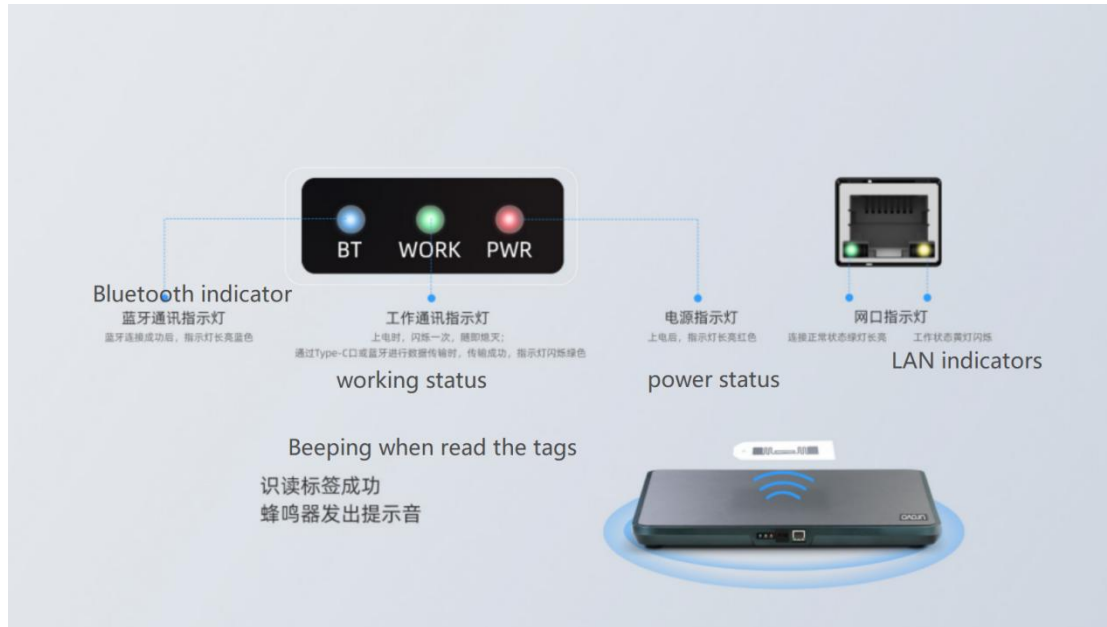 BT WORK PWR
Bluetooth indicator
蓝牙通讯指示灯
蓝牙连接成功后，指示灯长亮蓝色
工作通讯指示灯
上电时，闪烁一次，随即熄灭；
通过Type-C口或蓝牙进行数据传输时，传输成功，指示灯闪烁绿色
working status
电源指示灯
上电后，指示灯长亮红色
power status
网口指示灯
连接正常状态绿灯长亮 工作状态黄灯闪烁
LAN indicators
Beeping when read the tags
识读标签成功
蜂鸣器发出提示音